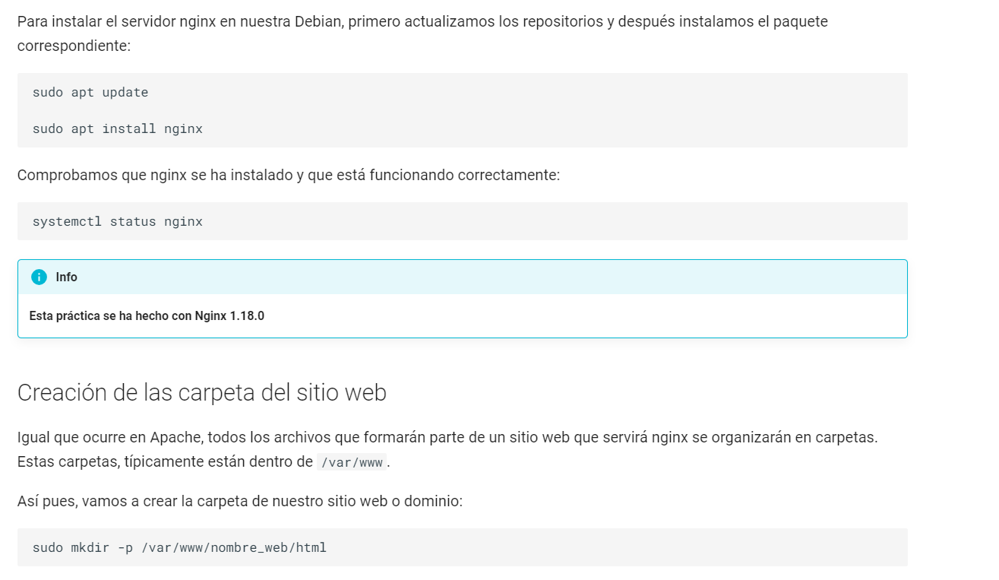 Para instalar el servidor nginx en nuestra Debian, primero actualizamos los repositorios y después instalamos el paquete
correspondiente:
sudo apt update
sudo apt install nginx
Comprobamos que nginx se ha instalado y que está funcionando correctamente:
systemctl status nginx
Info
Esta práctica se ha hecho con Nginx 1.18.0
Creación de las carpeta del sitio web
Igual que ocurre en Apache, todos los archivos que formarán parte de un sitio web que servirá nginx se organizarán en carpetas.
Estas carpetas, típicamente están dentro de /var/www.
Así pues, vamos a crear la carpeta de nuestro sitio web o dominio:
sudo mkdir -p /var/www/nombre_web/html